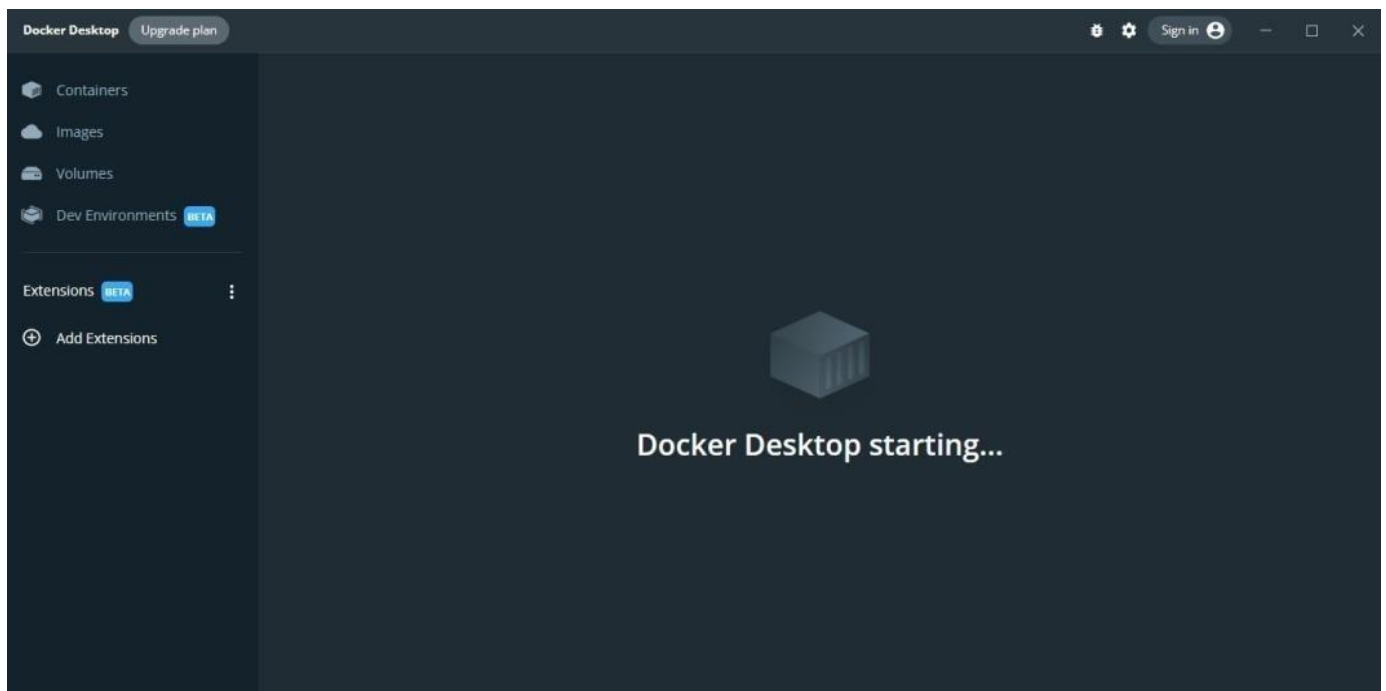 Docker Desktop Upgrade plan Sign in
Containers
Images
Volumes
Dev Environments BETA
Extensions BETA
Add Extensions
Docker Desktop starting...